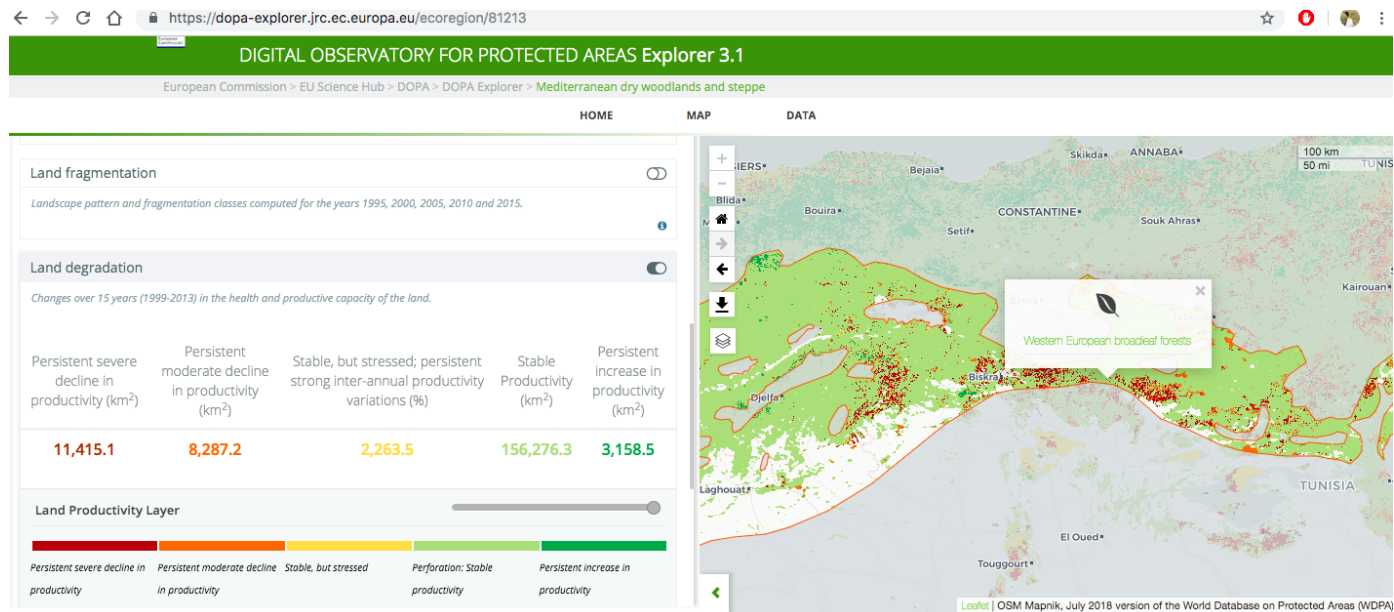 https://dopa-explorer.jrc.ec.europa.eu/ecoregion/81213
European
Commission
DIGITAL OBSERVATORY FOR PROTECTED AREAS Explorer 3.1
European Commission > EU Science Hub > DOPA > DOPA Explorer > Mediterranean dry woodlands and steppe
HOME MAP DATA
Land fragmentation
Landscape pattern and fragmentation classes computed for the years 1995, 2000, 2005, 2010 and 2015.
Land degradation
Changes over 15 years (1999-2013) in the health and productive capacity of the land.
Persistent severe
decline in
productivity (km²)
Persistent
moderate decline
in productivity
(km²)
Stable, but stressed; persistent
strong inter-annual productivity
variations (%)
Stable
Productivity
(km²)
Persistent
increase in
productivity
(km²)
11,415.1 8,287.2 2,263.5 156,276.3 3,158.5
Land Productivity Layer
Persistent severe decline in
productivity
Persistent moderate decline
in productivity
Stable, but stressed
Perforation: Stable
productivity
Persistent increase in
productivity
+
−
100 km
50 mi
IERS
Skikda
ANNABA
TUNIS
Bejaia
Blida
Bouira
CONSTANTINE
Souk Ahras
Setif
Kairouan
Batna
Western European broadleaf forests
Biskra
Djelfa
Laghouat
TUNISIA
El Oued
Touggourt
Leaflet | OSM Mapnik, July 2018 version of the World Database on Protected Areas (WDPA)